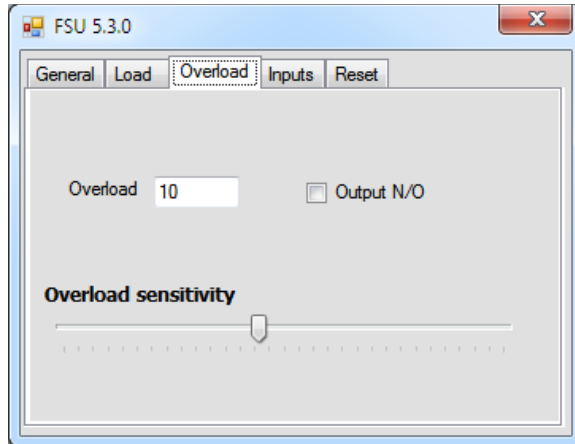 FSU 5.3.0
General Load Overload Inputs Reset
Overload 10 Output N/O
Overload sensitivity